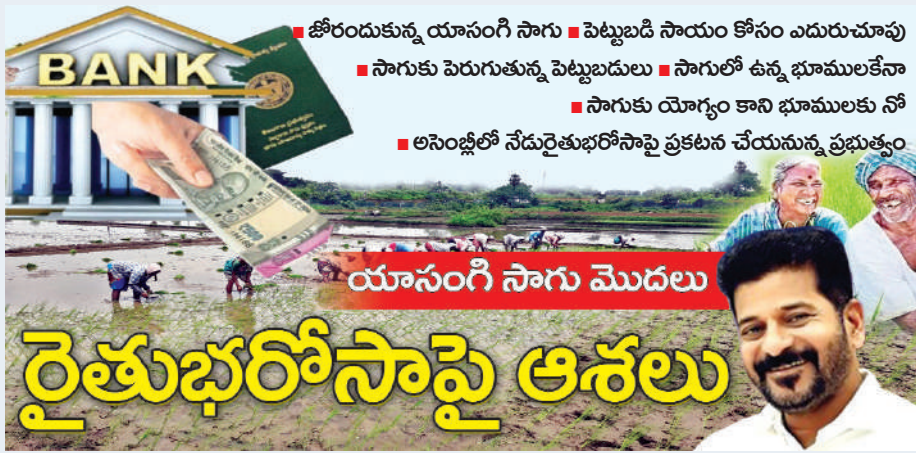 ■ జోరందుకున్న యాసంగి సాగు ■ పెట్టుబడి సాయం కోసం ఎదురుచూపు
■ సాగుకు పెరుగుతున్న పెట్టుబడులు ■ సాగులో ఉన్న భూములకేనా
■ సాగుకు యోగ్యం కాని భూములకు నో
■ అసెంబ్లీలో నేడురైతుభరోసాపై ప్రకటన చేయనున్న ప్రభుత్వం
BANK
యాసంగి సాగు మొదలు
రైతుభరోసాపై ఆశలు